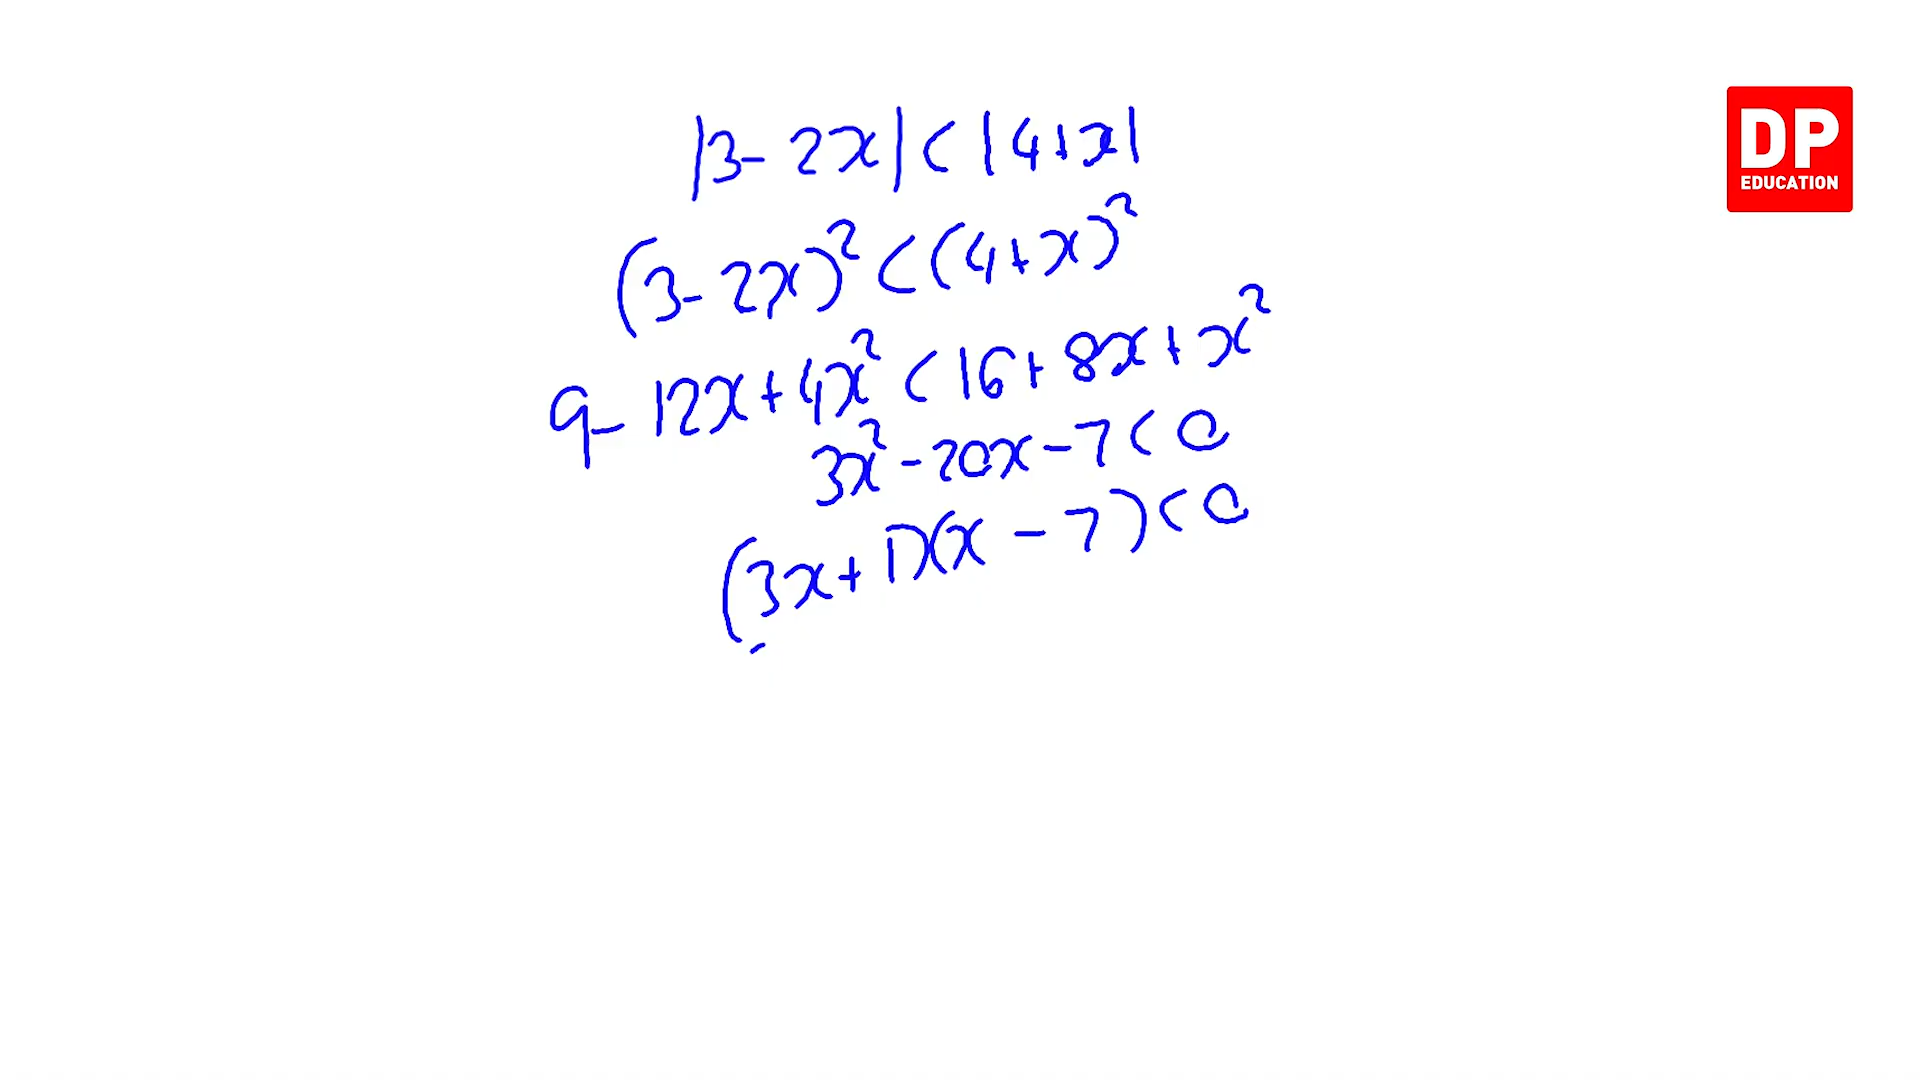 |3-2x|<|4+x|
(3-2x)²<(4+x)²
9-12x+4x²<16+8x+x²
3x²-20x-7<0
(3x+1)(x-7)<0
DP
EDUCATION